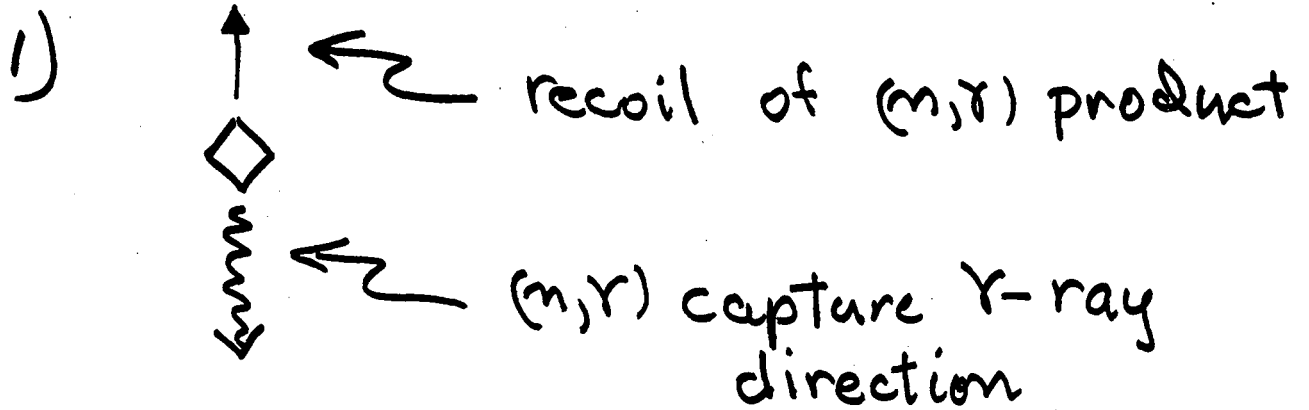 1)
recoil of (n,γ) product
(n,γ) capture γ-ray
direction